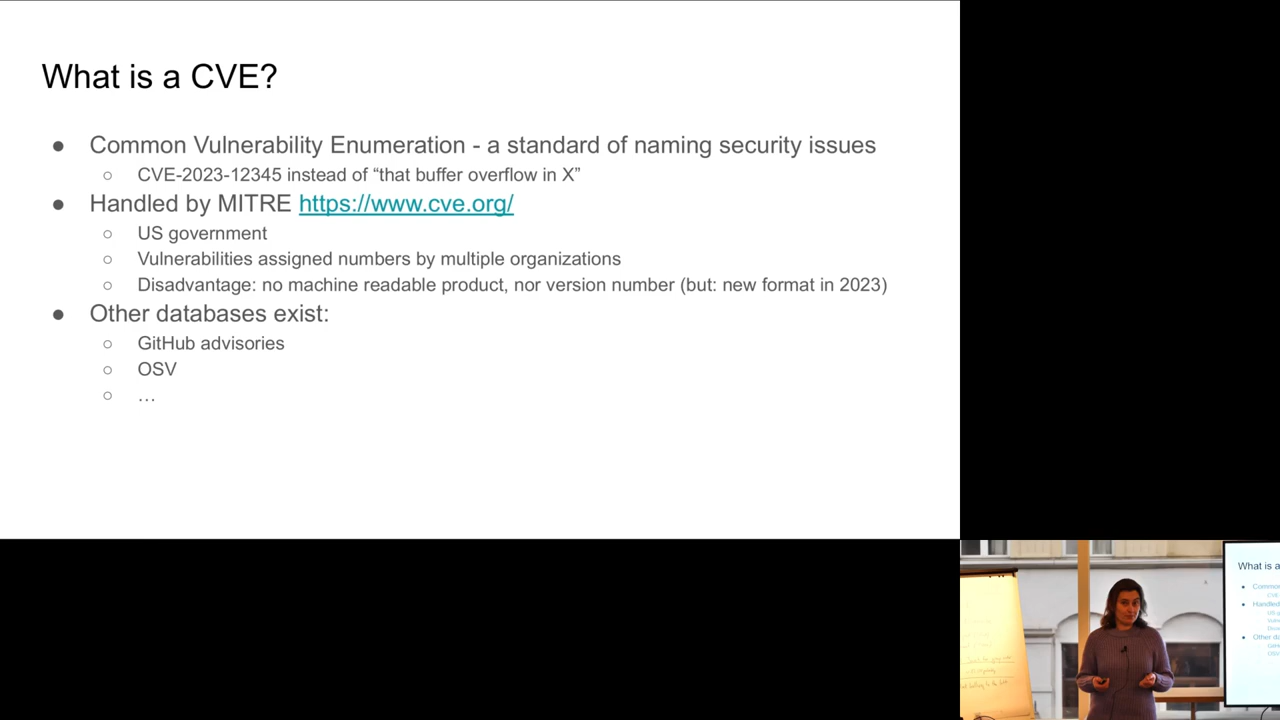 What is a CVE?
● Common Vulnerability Enumeration - a standard of naming security issues
○ CVE-2023-12345 instead of “that buffer overflow in X”
● Handled by MITRE https://www.cve.org/
○ US government
○ Vulnerabilities assigned numbers by multiple organizations
○ Disadvantage: no machine readable product, nor version number (but: new format in 2023)
● Other databases exist:
○ GitHub advisories
○ OSV
○ …
What is a